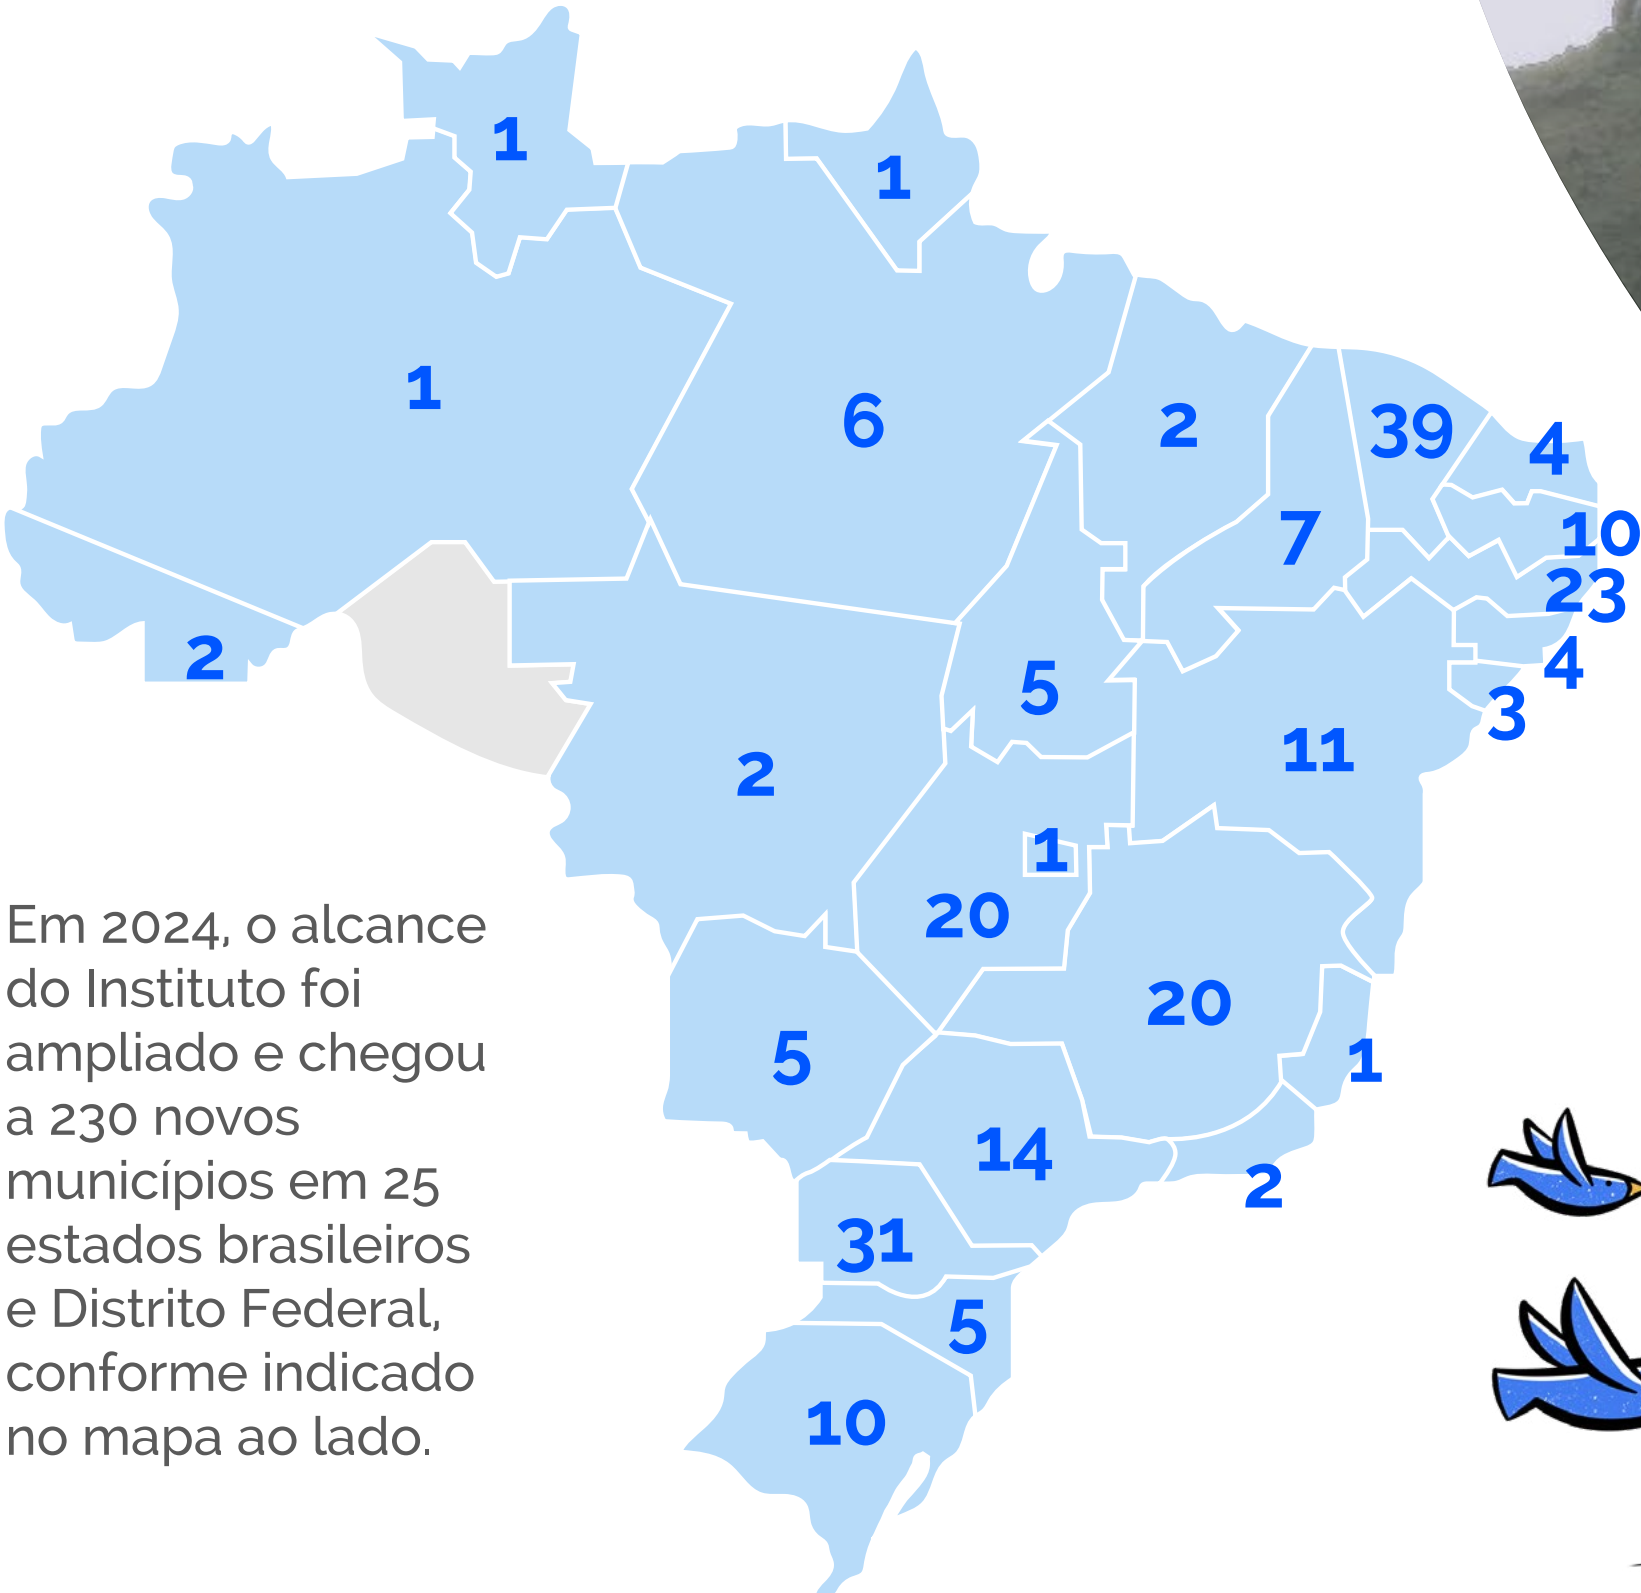 1
1
1
6
2
39
4
7
10
23
2
4
5
3
11
2
1
20
20
5
1
14
2
31
5
10
Em 2024, o alcance
do Instituto foi
ampliado e chegou
a 230 novos
municípios em 25
estados brasileiros
e Distrito Federal,
conforme indicado
no mapa ao lado.